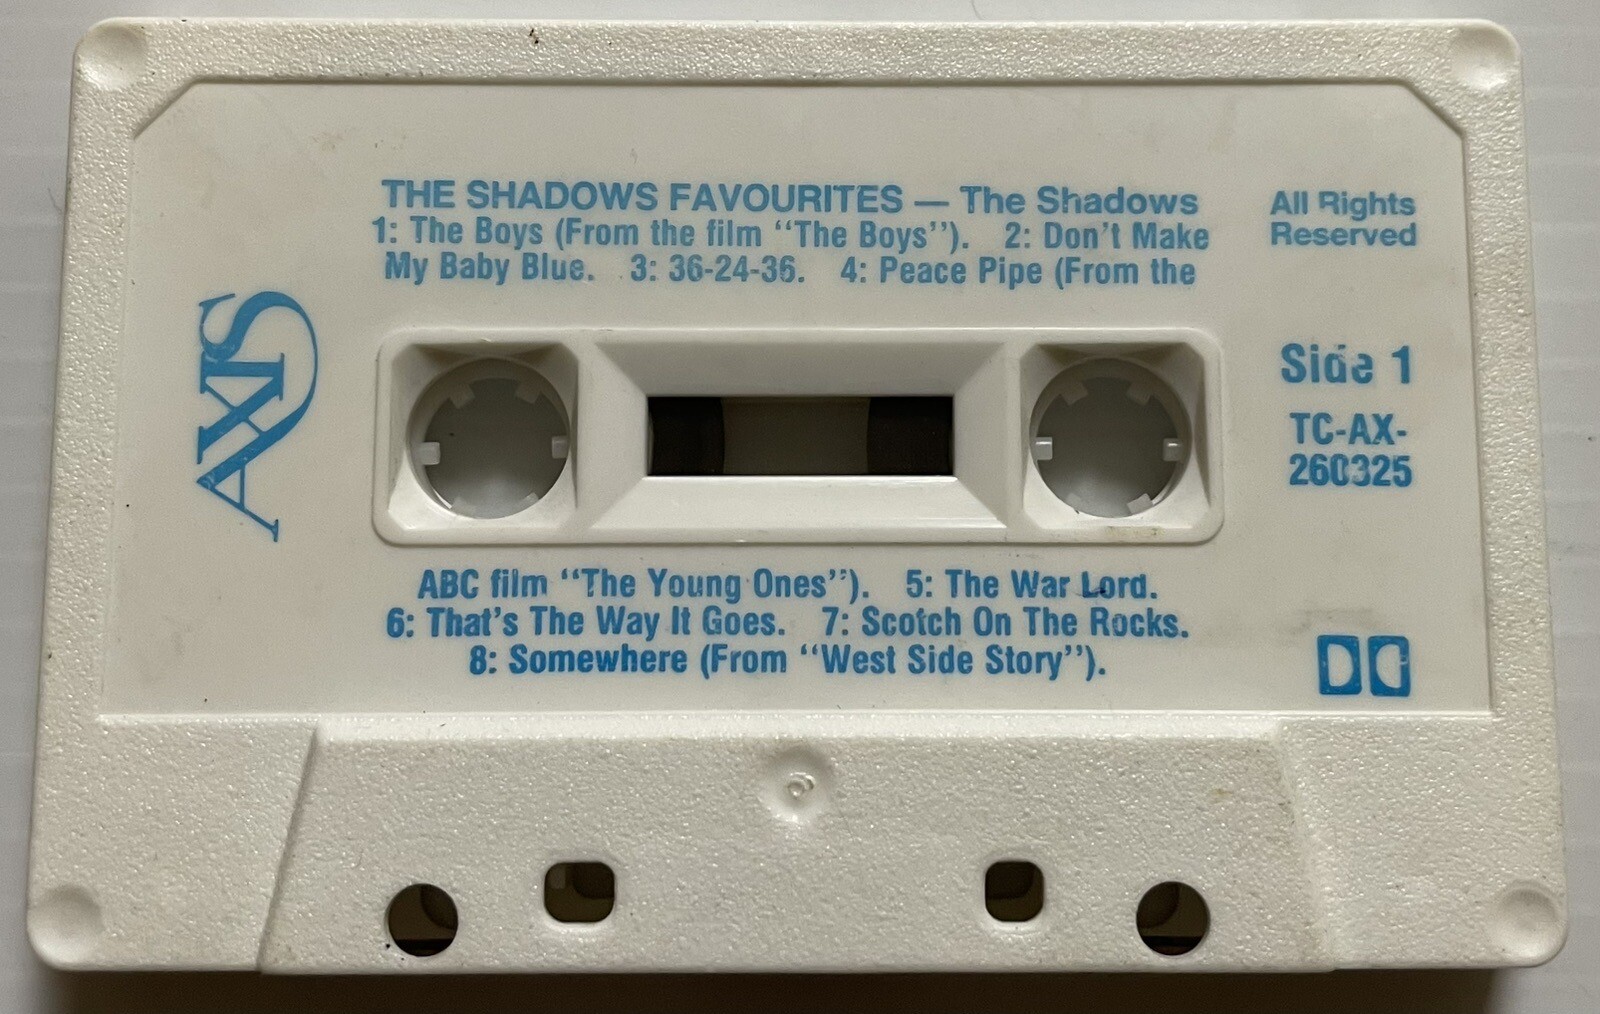 THE SHADOWS FAVOURITES — The Shadows
1: The Boys (From the film "The Boys"). 2: Don't Make
My Baby Blue. 3: 36-24-36. 4: Peace Pipe (From the
All Rights
Reserved
AXIS
Side 1
TC-AX-
260325
ABC film "The Young Ones"). 5: The War Lord.
6: That's The Way It Goes. 7: Scotch On The Rocks.
8: Somewhere (From "West Side Story").